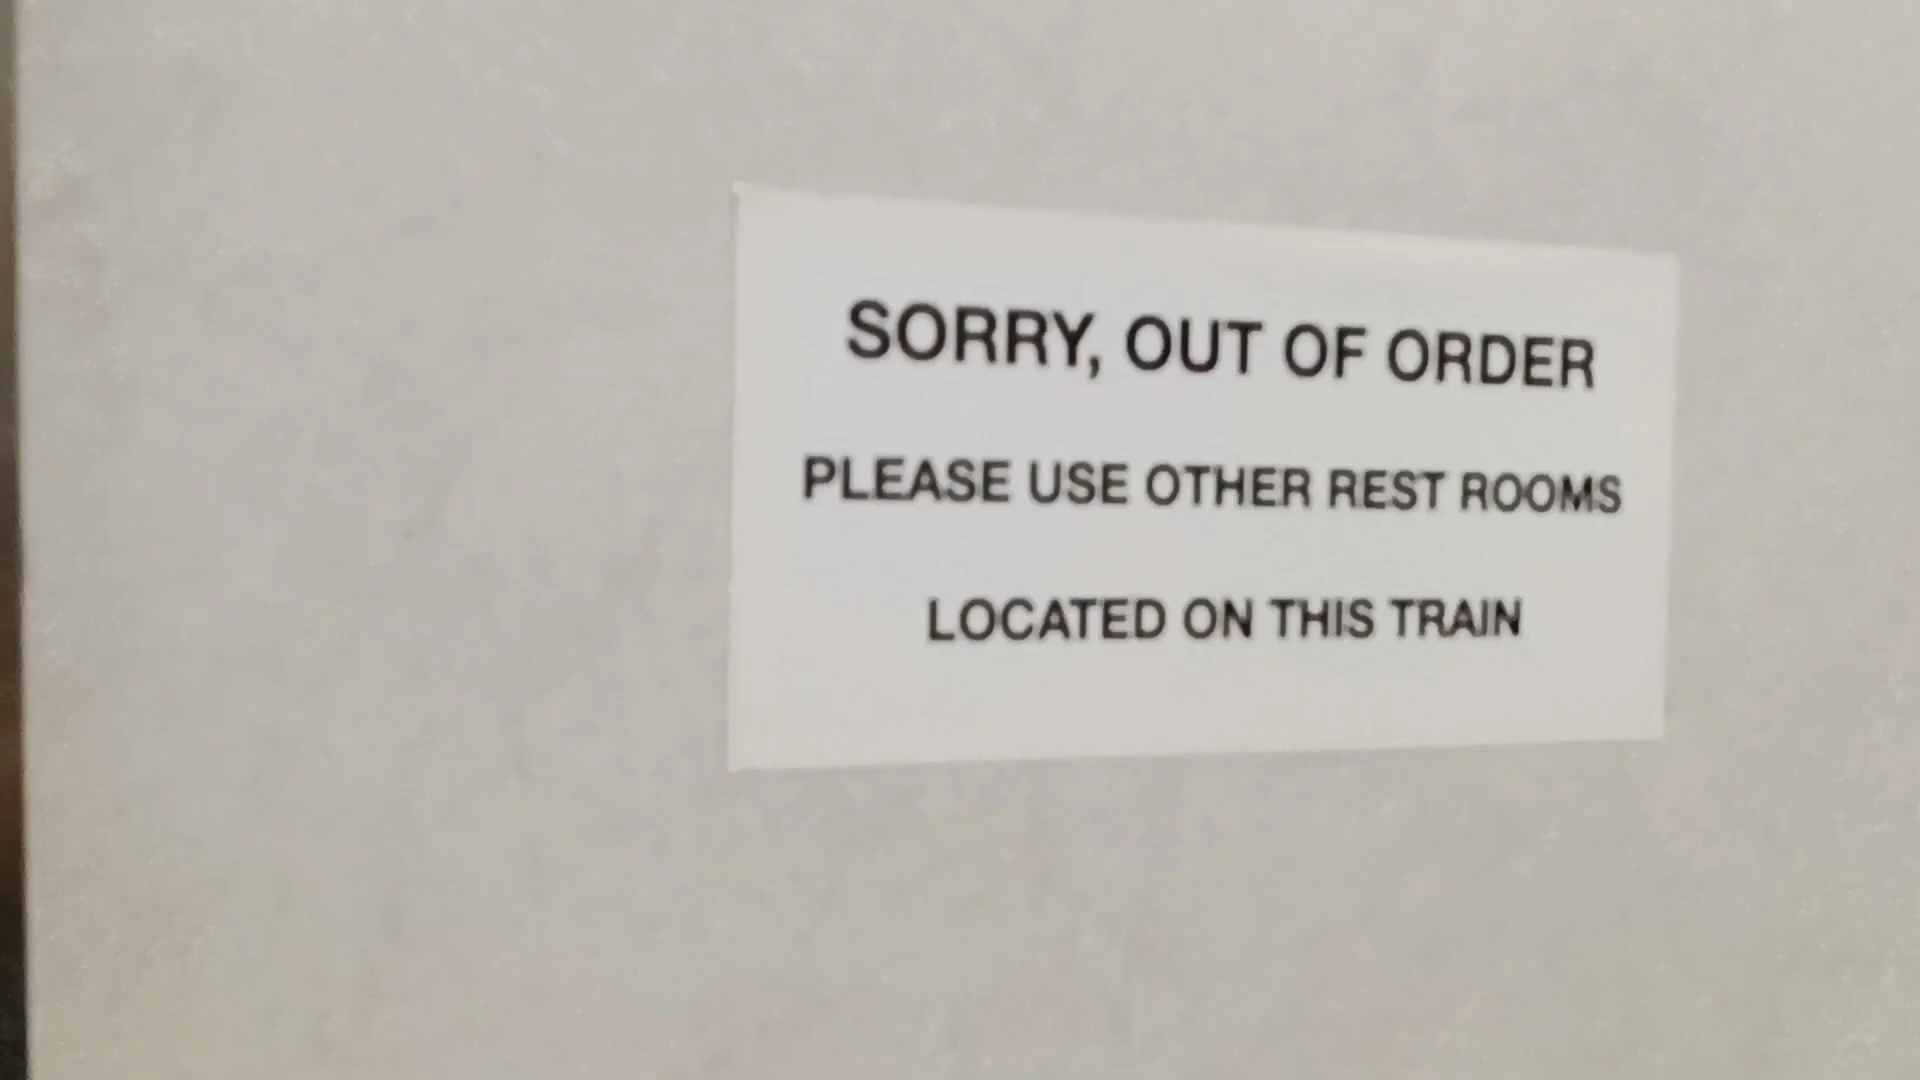 SORRY, OUT OF ORDER
PLEASE USE OTHER REST ROOMS
LOCATED ON THIS TRAIN